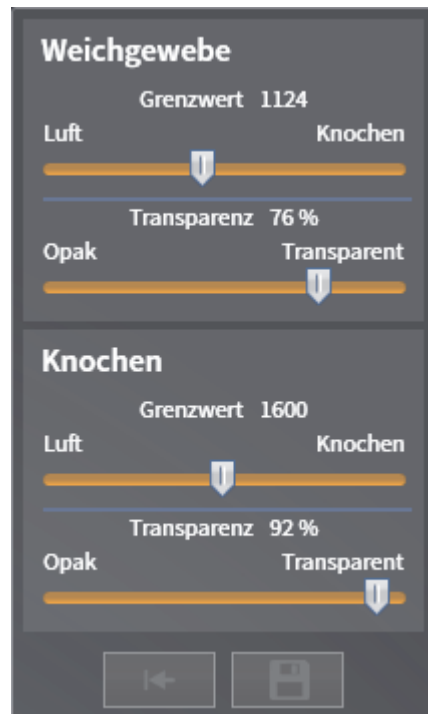 Weichgewebe
Grenzwert 1124
Luft Knochen
Transparenz 76 %
Opak Transparent
Knochen
Grenzwert 1600
Luft Knochen
Transparenz 92 %
Opak Transparent